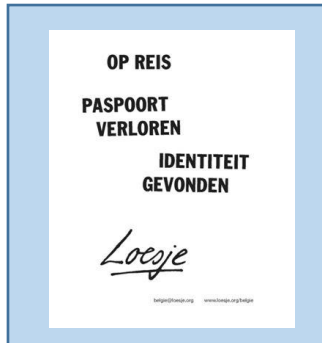 OP REIS
PASPOORT
VERLOREN
IDENTITEIT
GEVONDEN
Loesje
belgie@loesje.org www.loesje.org/belgie